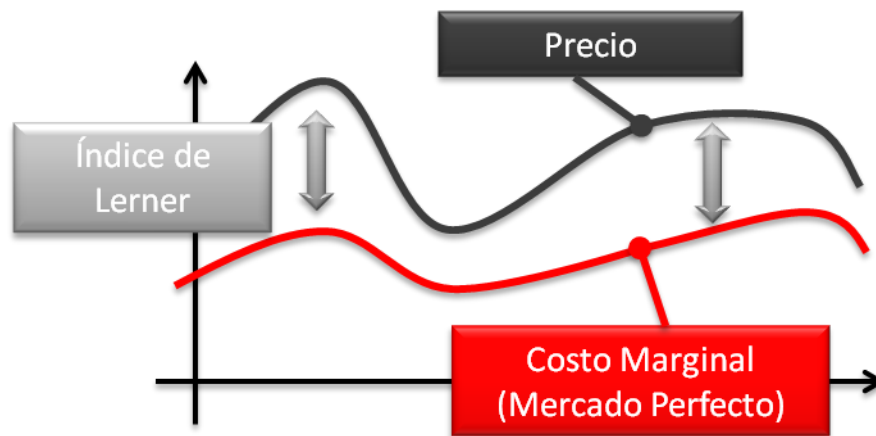 Precio
Índice de
Lerner
Costo Marginal
(Mercado Perfecto)